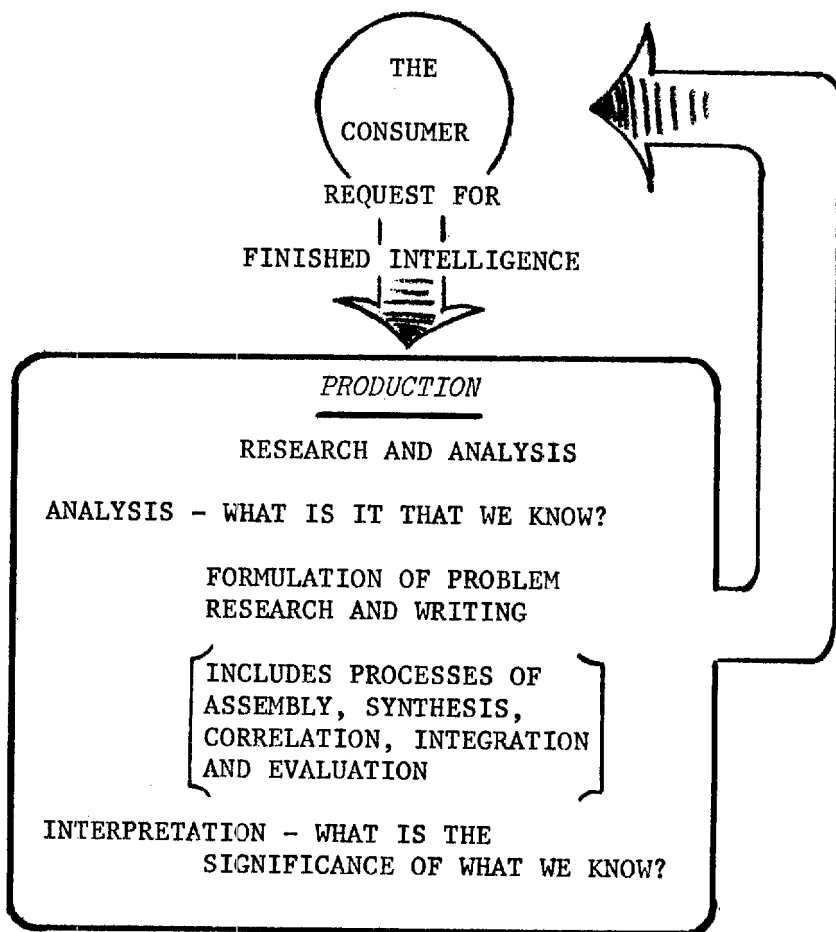 THE
CONSUMER
REQUEST FOR
FINISHED INTELLIGENCE
PRODUCTION
RESEARCH AND ANALYSIS
ANALYSIS - WHAT IS IT THAT WE KNOW?
FORMULATION OF PROBLEM
RESEARCH AND WRITING
INCLUDES PROCESSES OF
ASSEMBLY, SYNTHESIS,
CORRELATION, INTEGRATION
AND EVALUATION
INTERPRETATION - WHAT IS THE
SIGNIFICANCE OF WHAT WE KNOW?